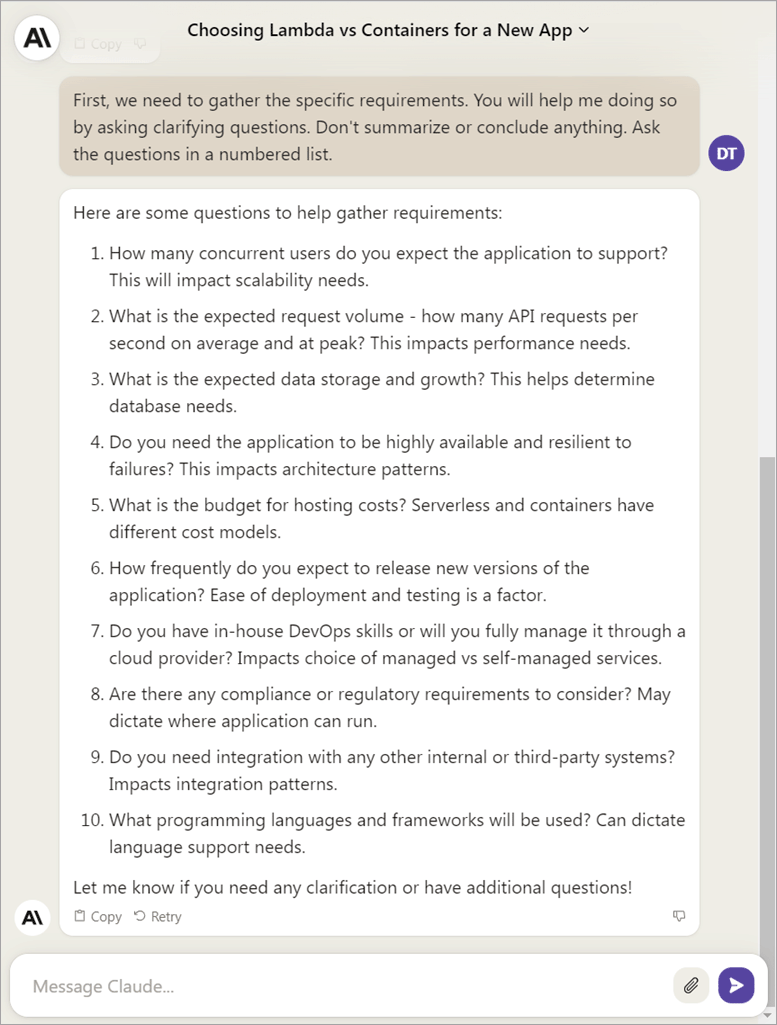 Choosing Lambda vs Containers for a New App
Copy
First, we need to gather the specific requirements. You will help me doing so
by asking clarifying questions. Don't summarize or conclude anything. Ask
the questions in a numbered list.
DT
Here are some questions to help gather requirements:
1. How many concurrent users do you expect the application to support?
This will impact scalability needs.
2. What is the expected request volume - how many API requests per
second on average and at peak? This impacts performance needs.
3. What is the expected data storage and growth? This helps determine
database needs.
4. Do you need the application to be highly available and resilient to
failures? This impacts architecture patterns.
5. What is the budget for hosting costs? Serverless and containers have
different cost models.
6. How frequently do you expect to release new versions of the
application? Ease of deployment and testing is a factor.
7. Do you have in-house DevOps skills or will you fully manage it through a
cloud provider? Impacts choice of managed vs self-managed services.
8. Are there any compliance or regulatory requirements to consider? May
dictate where application can run.
9. Do you need integration with any other internal or third-party systems?
Impacts integration patterns.
10. What programming languages and frameworks will be used? Can dictate
language support needs.
Let me know if you need any clarification or have additional questions!
Copy Retry
Message Claude...